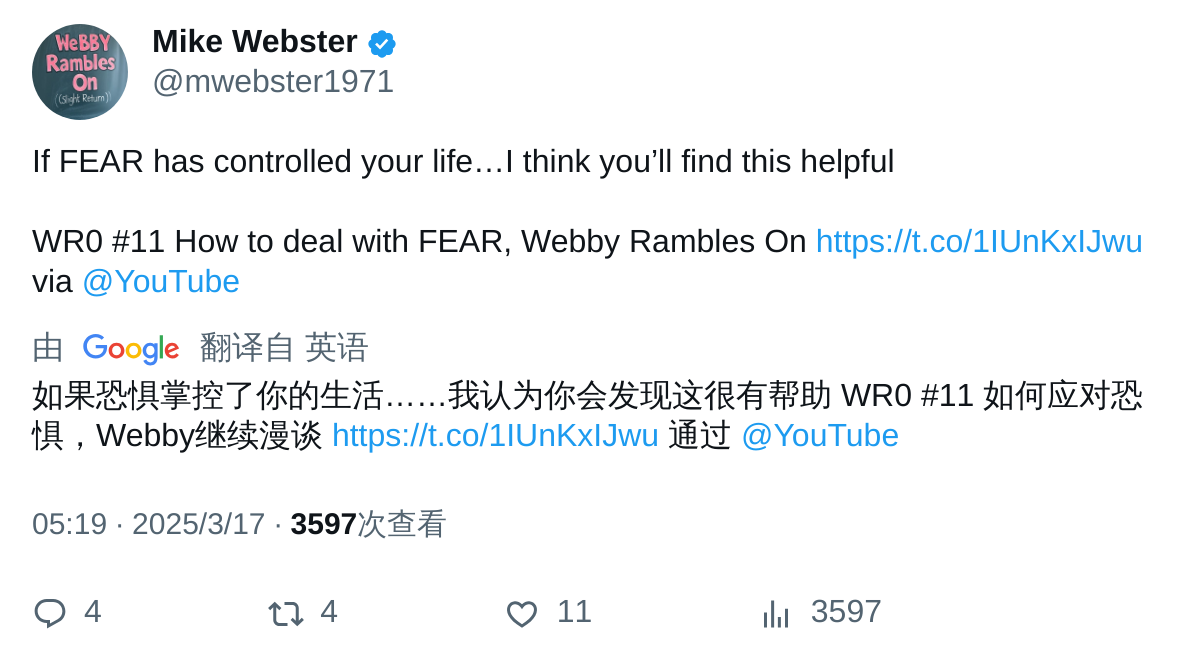 WeBBY
Rambles
On
((Slight Return))
Mike Webster
@mwebster1971
If FEAR has controlled your life…I think you’ll find this helpful
WR0 #11 How to deal with FEAR, Webby Rambles On https://t.co/1IUnKxIJwu
via @YouTube
由 Google 翻译自 英语
如果恐惧掌控了你的生活……我认为你会发现这很有帮助 WR0 #11 如何应对恐
惧，Webby继续漫谈 https://t.co/1IUnKxIJwu 通过 @YouTube
05:19 · 2025/3/17 · 3597次查看
4 4 11 3597